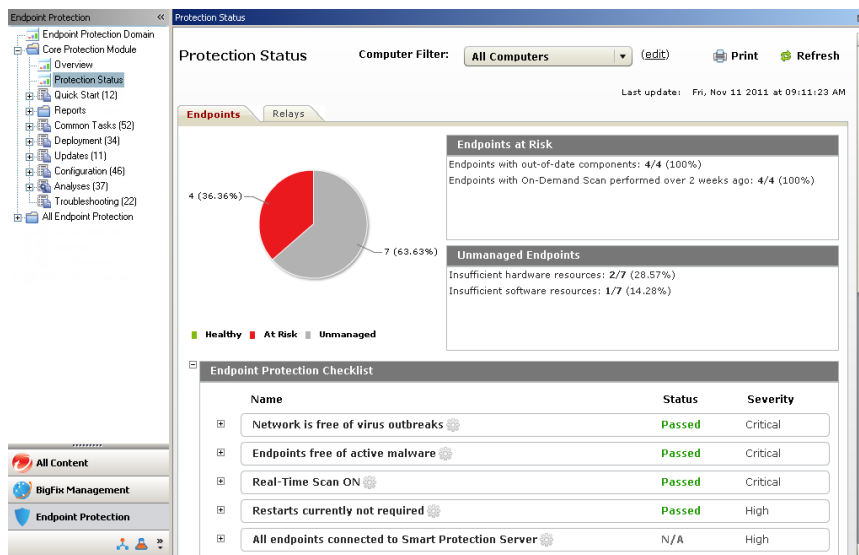 Endpoint Protection «
Endpoint Protection Domain
Core Protection Module
Overview
Protection Status
Quick Start (12)
Reports
Common Tasks (52)
Deployment (34)
Updates (11)
Configuration (46)
Analyses (37)
Troubleshooting (22)
All Endpoint Protection
All Content
BigFix Management
Endpoint Protection
Protection Status
Protection Status
Computer Filter: All Computers (edit) Print Refresh
Last update: Fri, Nov 11 2011 at 09:11:23 AM
Endpoints Relays
4 (36.36%)
7 (63.63%)
Healthy At Risk Unmanaged
Endpoints at Risk
Endpoints with out-of-date components: 4/4 (100%)
Endpoints with On-Demand Scan performed over 2 weeks ago: 4/4 (100%)
Unmanaged Endpoints
Insufficient hardware resources: 2/7 (28.57%)
Insufficient software resources: 1/7 (14.28%)
Endpoint Protection Checklist
Name Status Severity
Network is free of virus outbreaks Passed Critical
Endpoints free of active malware Passed Critical
Real-Time Scan ON Passed Critical
Restarts currently not required Passed High
All endpoints connected to Smart Protection Server N/A High